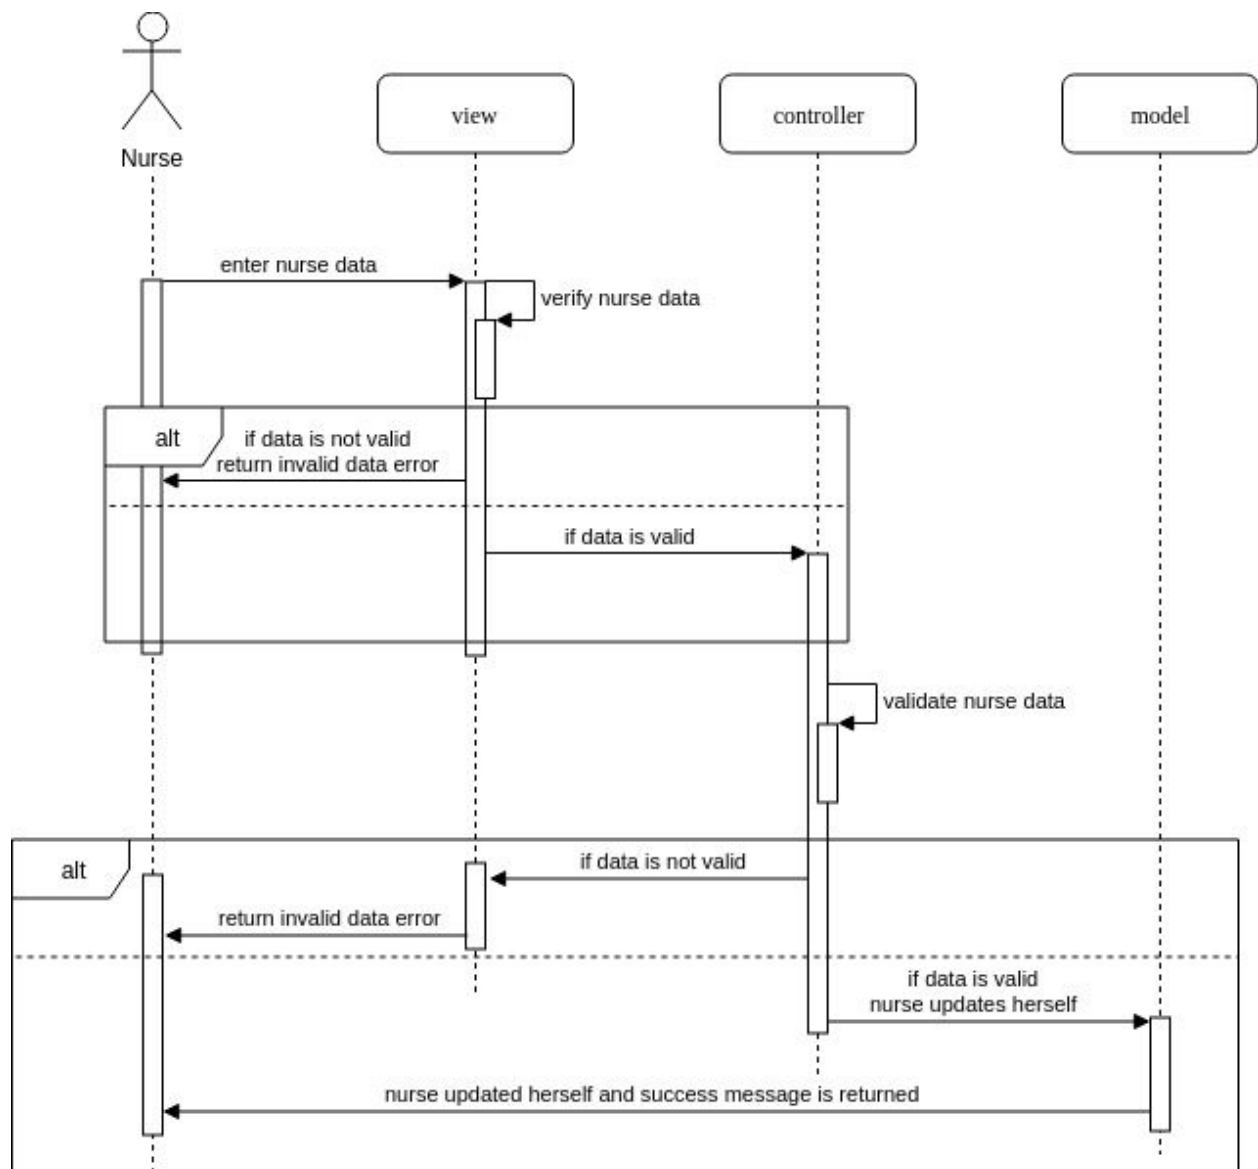 Nurse
view
controller
model
enter nurse data
verify nurse data
alt
if data is not valid
return invalid data error
if data is valid
validate nurse data
alt
if data is not valid
return invalid data error
if data is valid
nurse updates herself
nurse updated herself and success message is returned